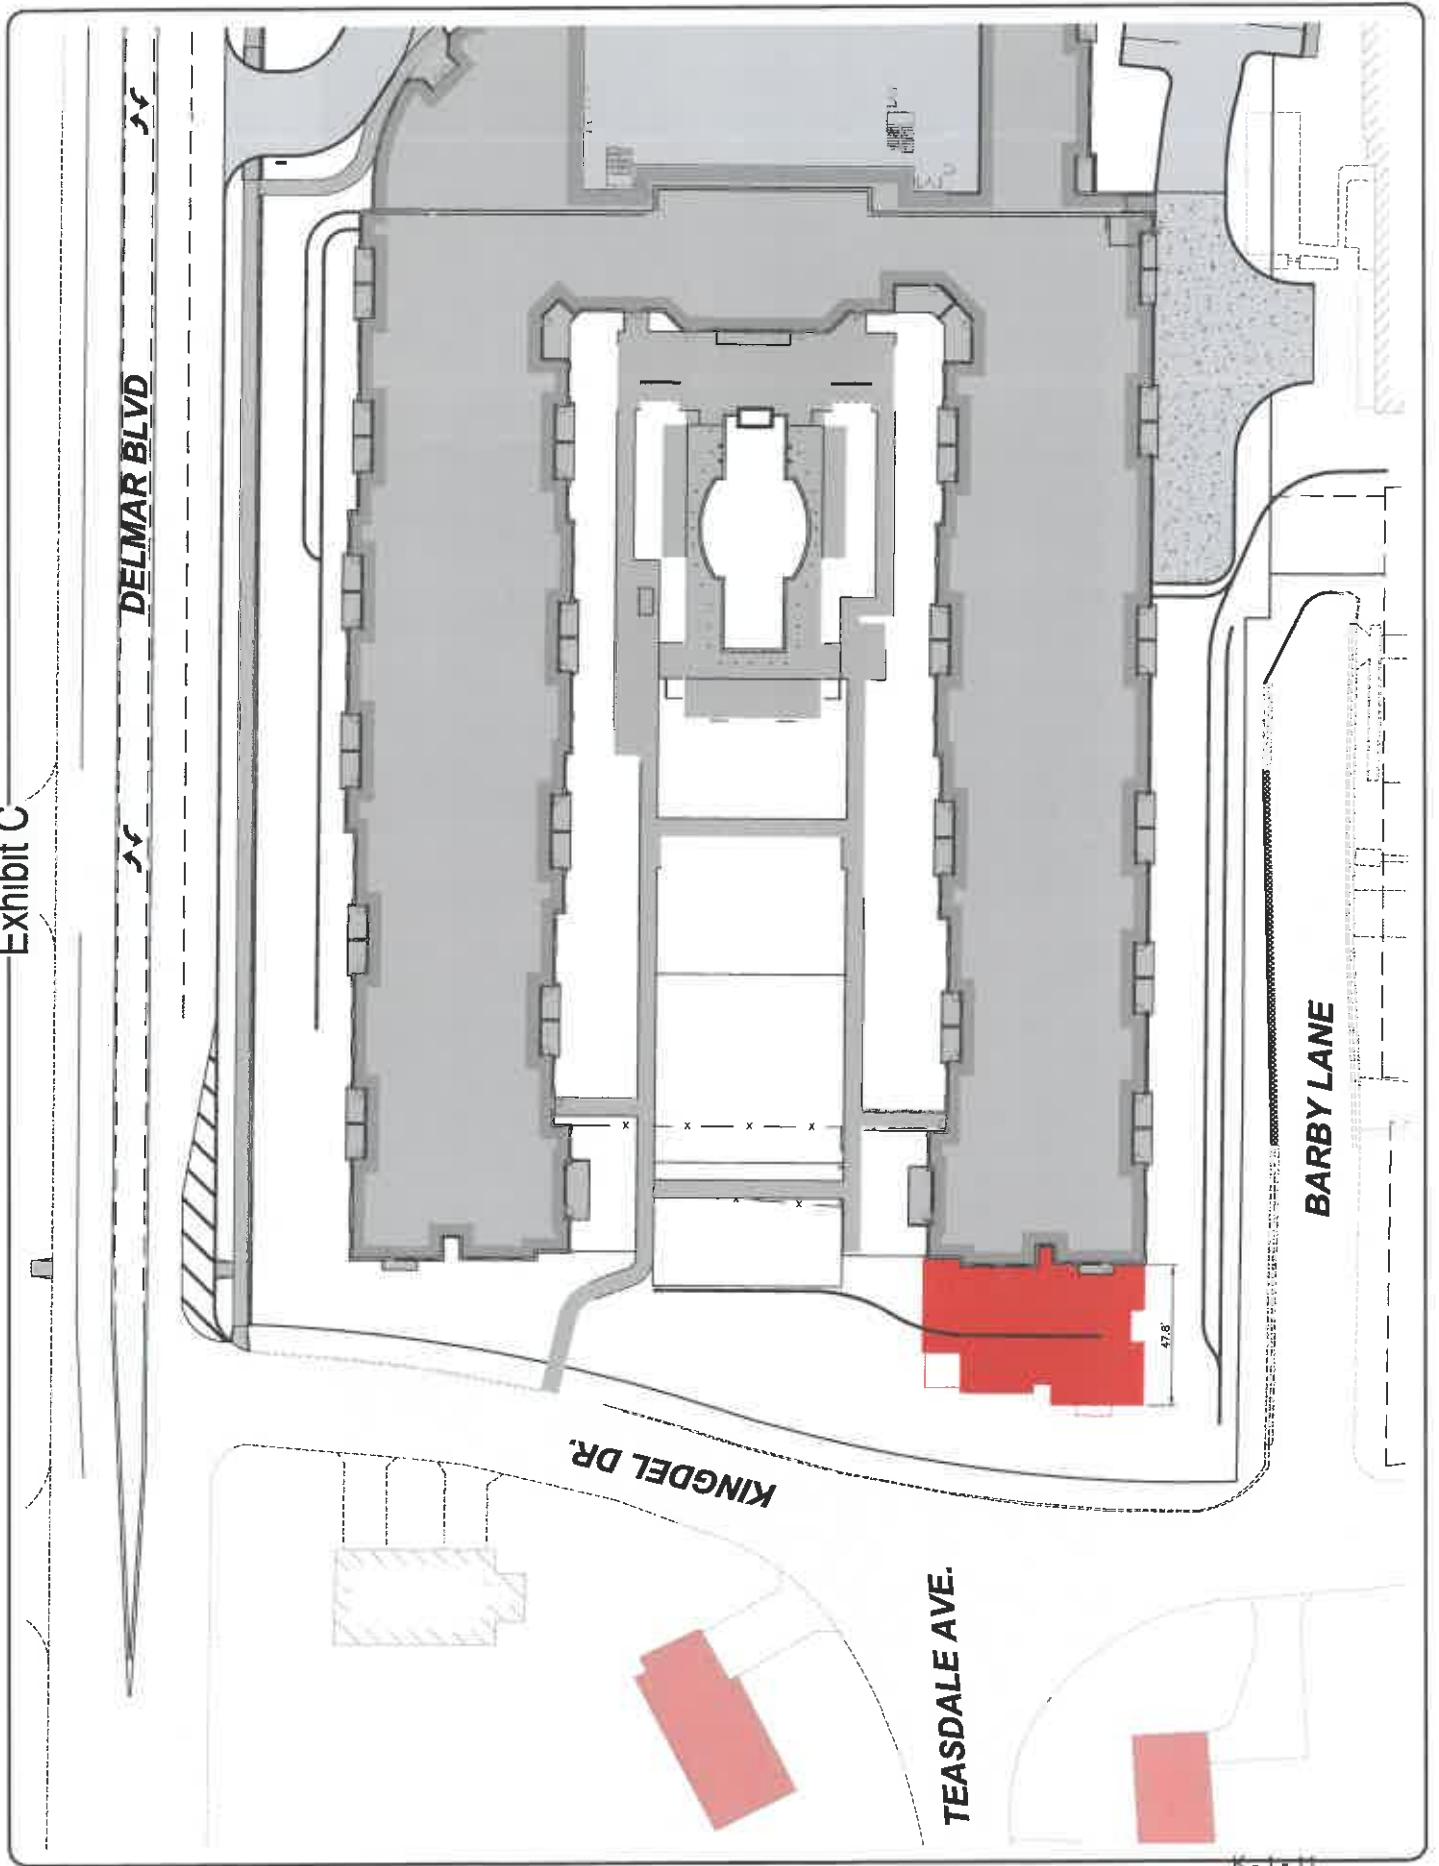 Exhibit C
DELMAR BLVD
BARBY LANE
47.8'
KINGDEL DR.
TEASDALE AVE.